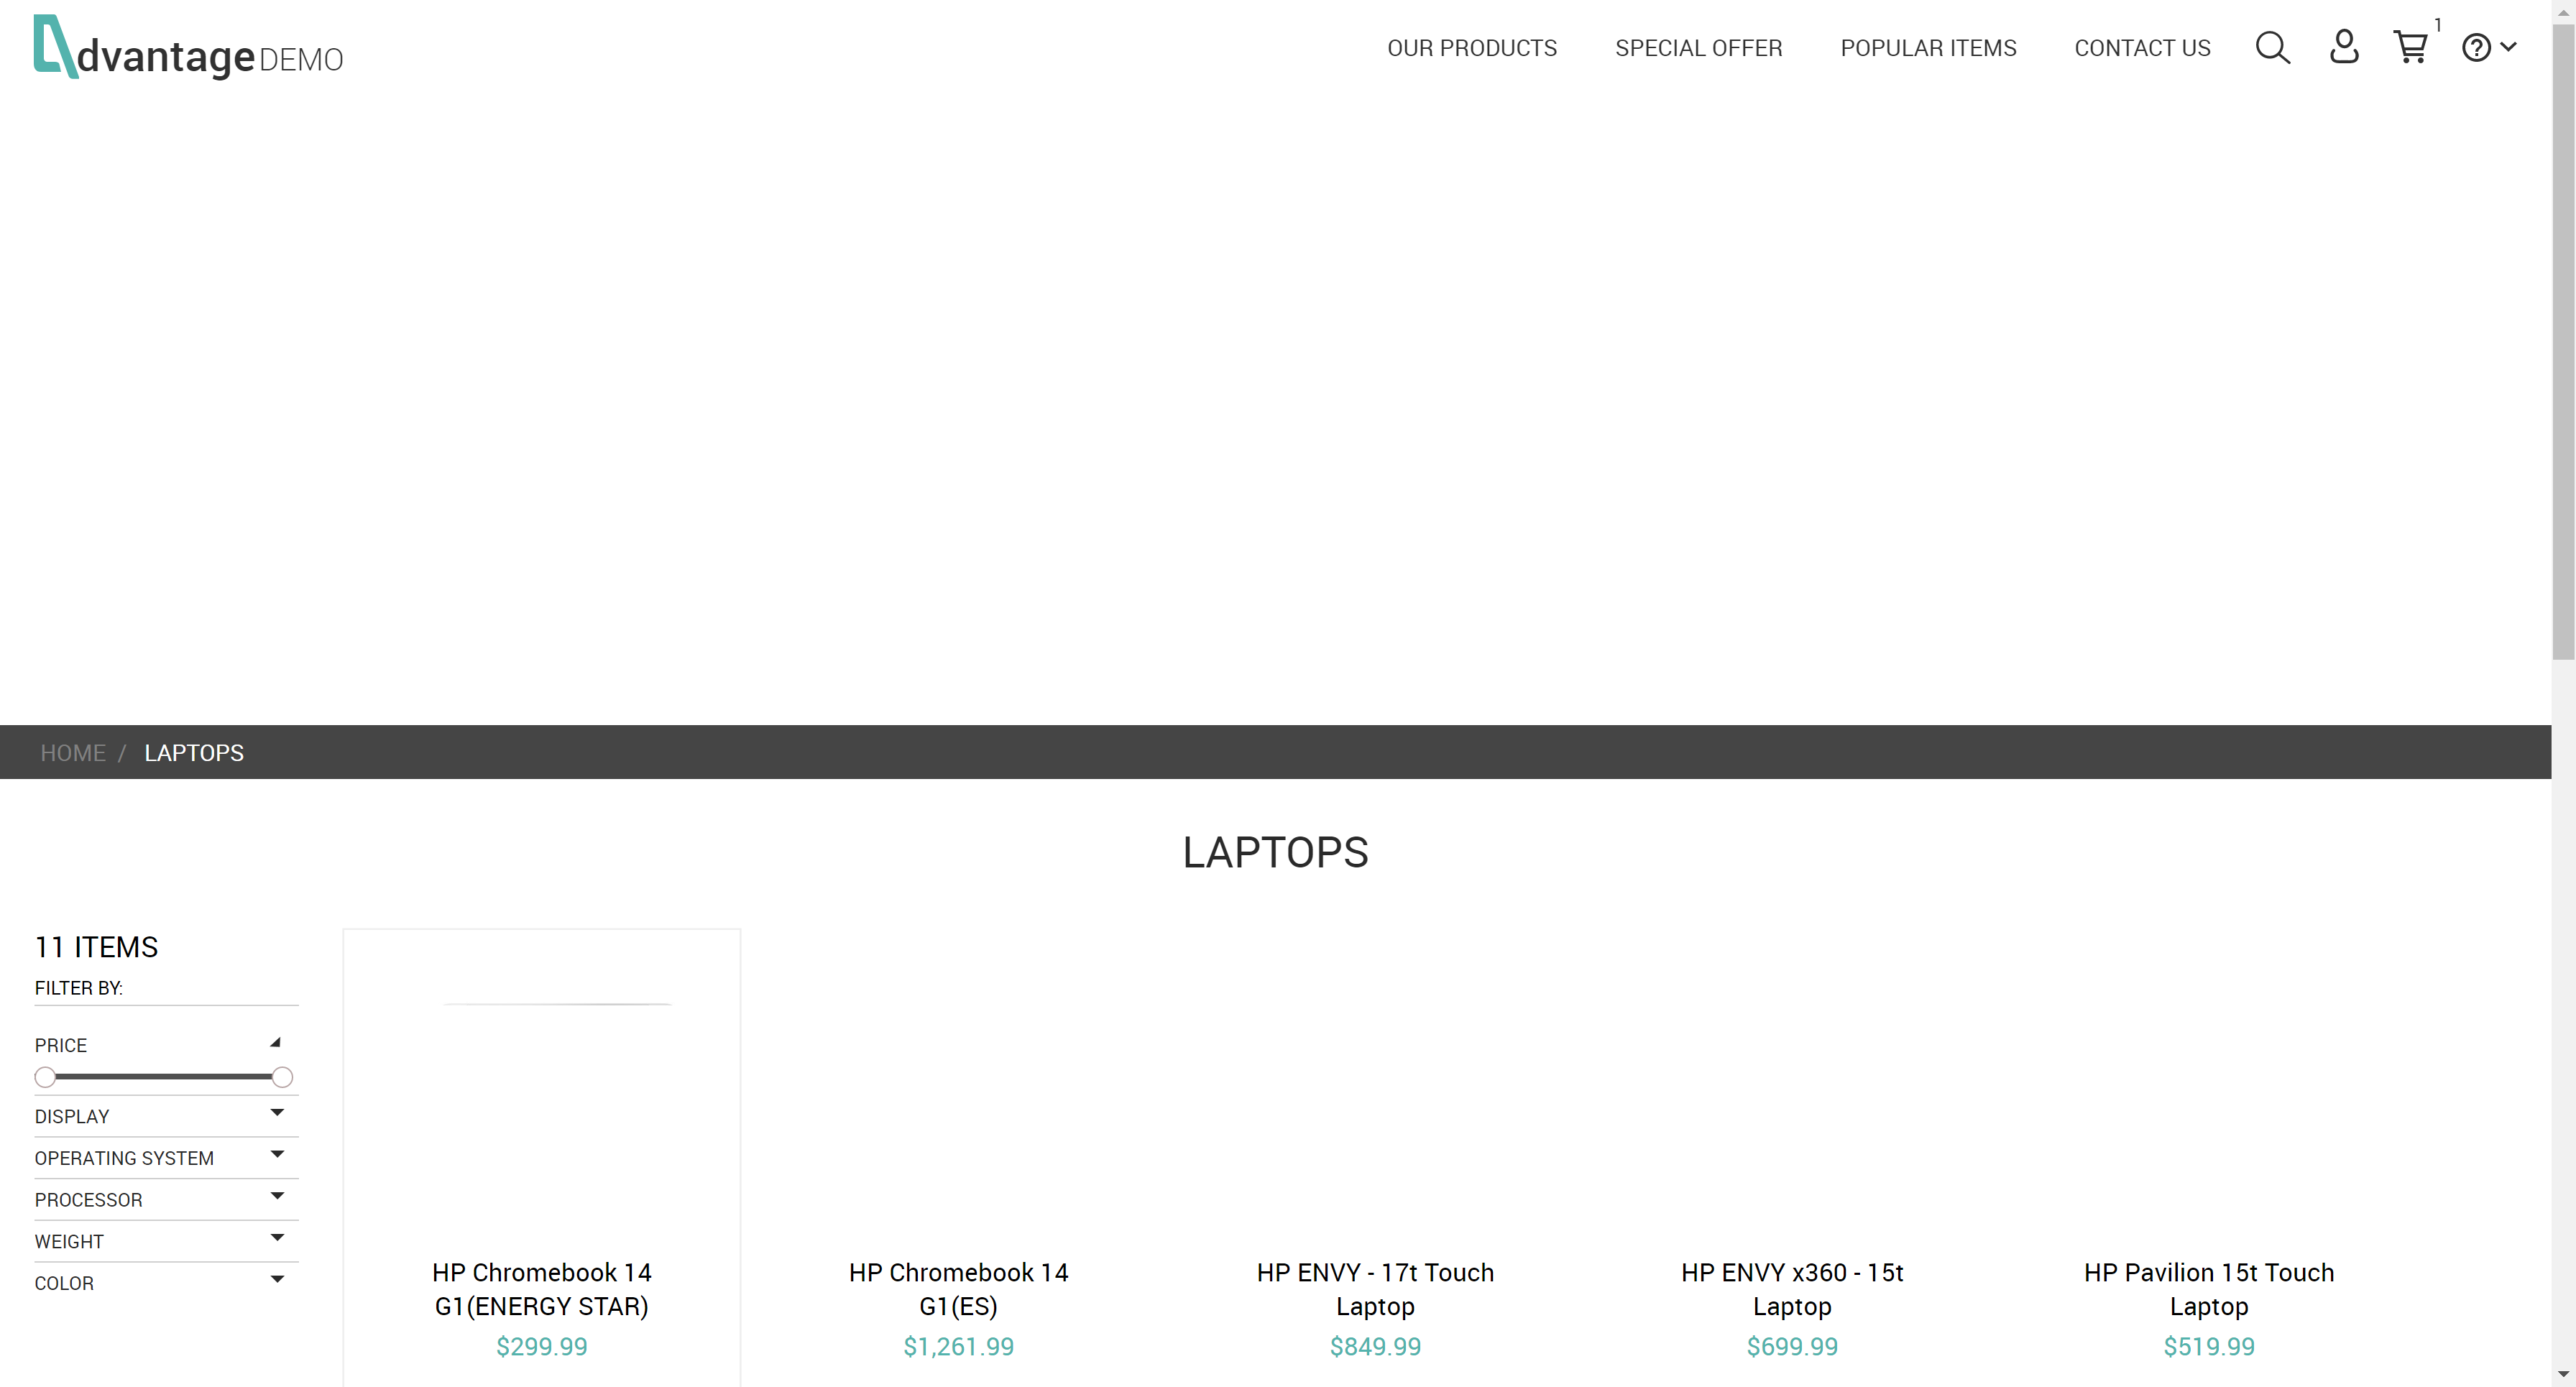 dvantage DEMO
OUR PRODUCTS SPECIAL OFFER POPULAR ITEMS CONTACT US 1
HOME / LAPTOPS
LAPTOPS
11 ITEMS
FILTER BY:
PRICE
DISPLAY
OPERATING SYSTEM
PROCESSOR
WEIGHT
COLOR
HP Chromebook 14
G1(ENERGY STAR)
$299.99
HP Chromebook 14
G1(ES)
$1,261.99
HP ENVY - 17t Touch
Laptop
$849.99
HP ENVY x360 - 15t
Laptop
$699.99
HP Pavilion 15t Touch
Laptop
$519.99